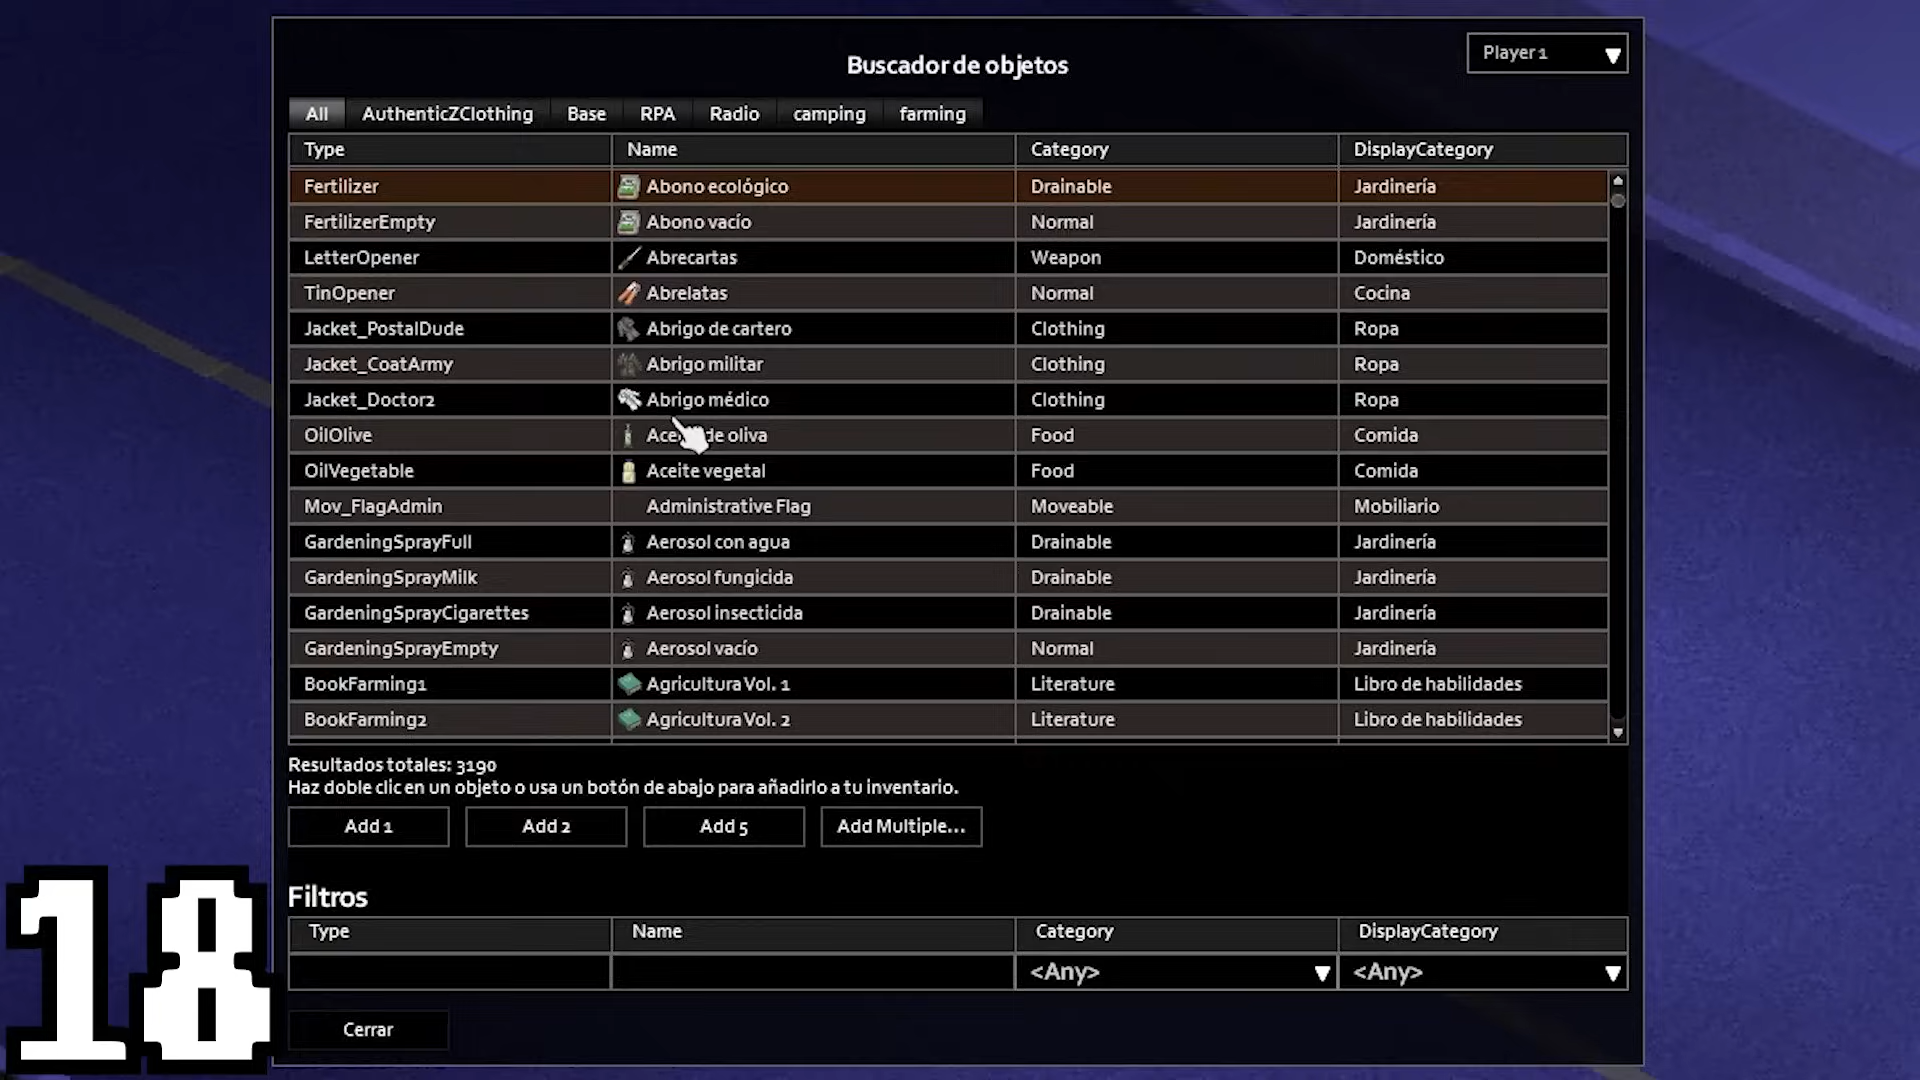 Buscador de objetos
Player 1
All AuthenticZClothing Base RPA Radio camping farming
Type Name Category DisplayCategory
Fertilizer Abono ecológico Drainable Jardinería
FertilizerEmpty Abono vacío Normal Jardinería
LetterOpener Abrecartas Weapon Doméstico
TinOpener Abrelatas Normal Cocina
Jacket_PostalDude Abrigo de cartero Clothing Ropa
Jacket_CoatArmy Abrigo militar Clothing Ropa
Jacket_Doctor2 Abrigo médico Clothing Ropa
OilOlive Aceite de oliva Food Comida
OilVegetable Aceite vegetal Food Comida
Mov_FlagAdmin Administrative Flag Moveable Mobiliario
GardeningSprayFull Aerosol con agua Drainable Jardinería
GardeningSprayMilk Aerosol fungicida Drainable Jardinería
GardeningSprayCigarettes Aerosol insecticida Drainable Jardinería
GardeningSprayEmpty Aerosol vacío Normal Jardinería
BookFarming1 Agricultura Vol. 1 Literature Libro de habilidades
BookFarming2 Agricultura Vol. 2 Literature Libro de habilidades
Resultados totales: 3190
Haz doble clic en un objeto o usa un botón de abajo para añadirlo a tu inventario.
Add 1 Add 2 Add 5 Add Multiple...
Filtros
Type Name Category DisplayCategory
<Any> <Any>
Cerrar
18